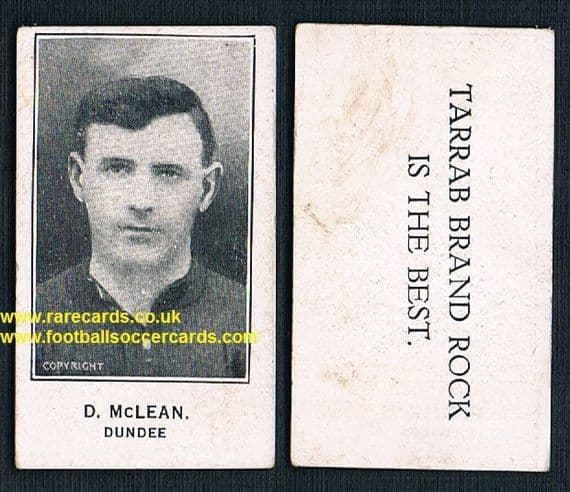 www.rarecards.co.uk
www.footballsoccercards.com
COPYRIGHT
D. McLEAN.
DUNDEE
TARRAB BRAND ROCK
IS THE BEST.